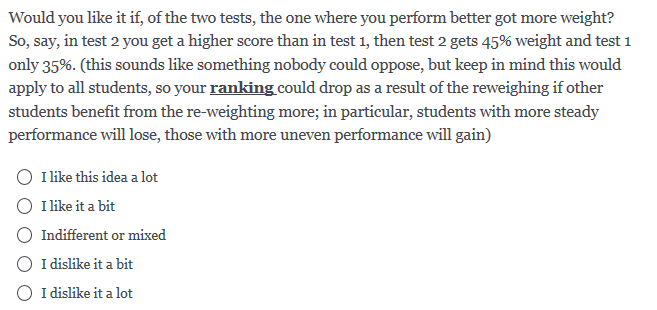 Would you like it if, of the two tests, the one where you perform better got more weight?
So, say, in test 2 you get a higher score than in test 1, then test 2 gets 45% weight and test 1
only 35%. (this sounds like something nobody could oppose, but keep in mind this would
apply to all students, so your ranking could drop as a result of the reweighing if other
students benefit from the re-weighting more; in particular, students with more steady
performance will lose, those with more uneven performance will gain)
I like this idea a lot
I like it a bit
Indifferent or mixed
I dislike it a bit
I dislike it a lot